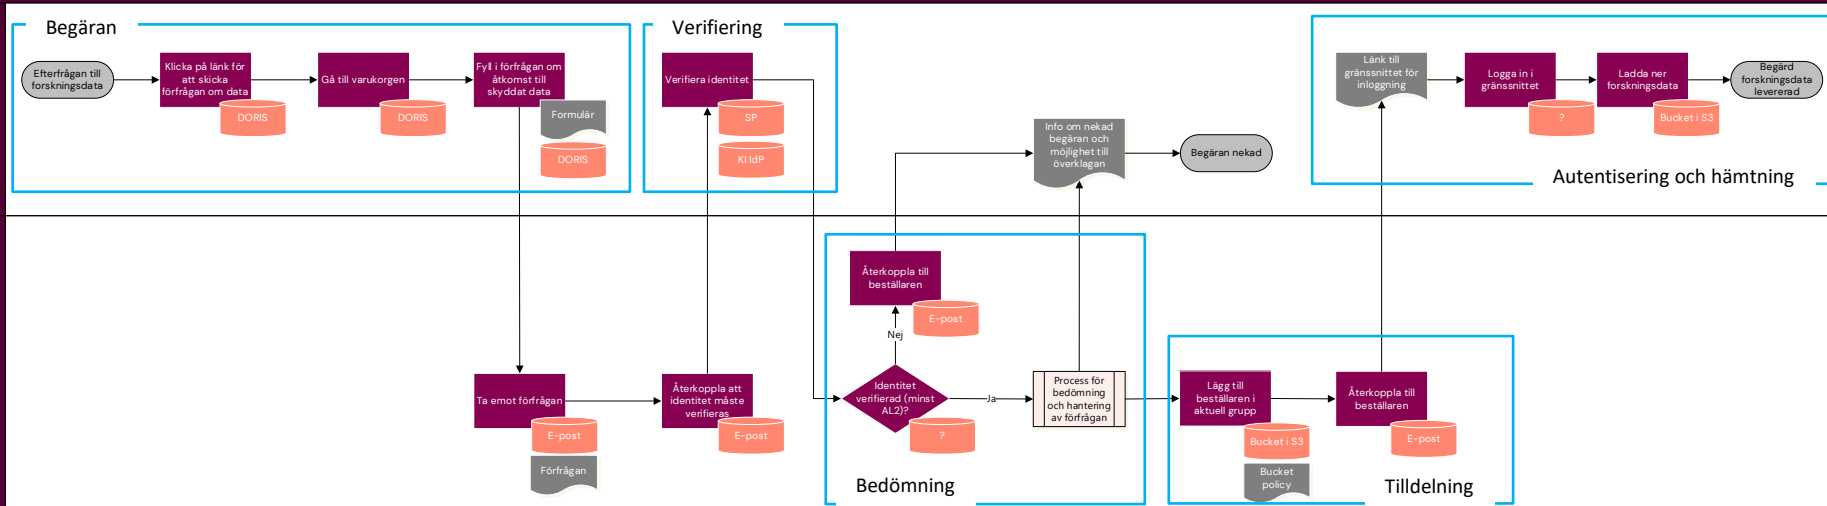 Begäran
Efterfrågan till
forskningsdata
Klicka på länk för
att skicka
förfrågan om data
DORIS
Gå till varukorgen
DORIS
Fyll i förfrågan om
åtkomst till
skyddat data
Formulär
DORIS
Verifiering
Verifiera identitet
SP
KI IdP
Info om nekad
begäran och
möjlighet till
överklagan
Begäran nekad
Länk till
gränssnittet för
inloggning
Logga in i
gränssnittet
?
Ladda ner
forskningsdata
Bucket i S3
Begärd
forskningsdata
levererad
Autentisering och hämtning
Ta emot förfrågan
E-post
Förfrågan
Återkoppla att
identitet måste
verifieras
E-post
Återkoppla till
beställaren
E-post
Nej
Identitet
verifierad (minst
AL2)?
?
Ja
Process för
bedömning
och hantering
av förfrågan
Bedömning
Lägg till
beställaren i
aktuell grupp
Bucket i S3
Bucket
policy
Återkoppla till
beställaren
E-post
Tilldelning